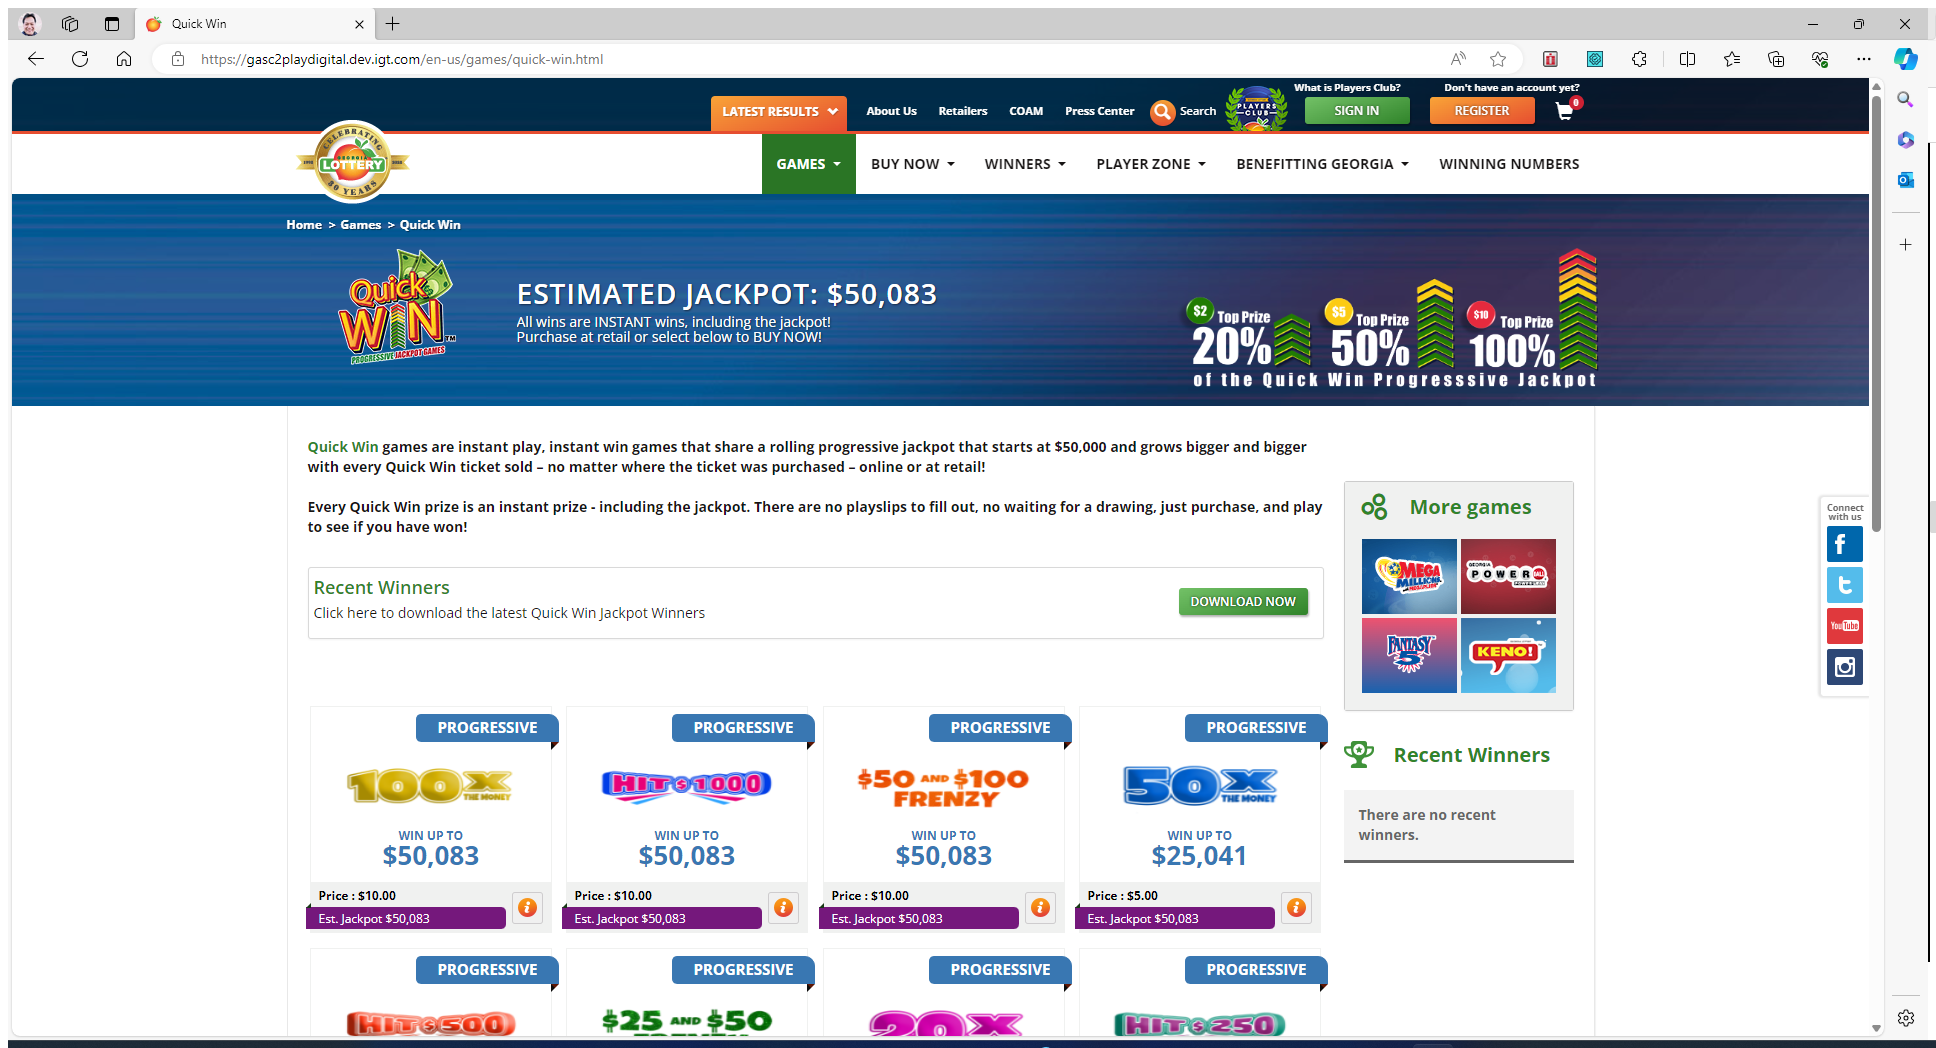 Quick Win
https://gasc2playdigital.dev.igt.com/en-us/games/quick-win.html
What is Players Club?
Don't have an account yet?
LATEST RESULTS
About Us
Retailers
COAM
Press Center
Search
PLAYERS
CLUB
SIGN IN
REGISTER
0
CELEBRATING
GEORGIA
LOTTERY
30 YEARS
GAMES
BUY NOW
WINNERS
PLAYER ZONE
BENEFITTING GEORGIA
WINNING NUMBERS
Home > Games > Quick Win
Quick
WIN™
PROGRESSIVE JACKPOT GAMES
ESTIMATED JACKPOT: $50,083
All wins are INSTANT wins, including the jackpot!
Purchase at retail or select below to BUY NOW!
$2 Top Prize
20%
$5 Top Prize
50%
$10 Top Prize
100%
of the Quick Win Progresssive Jackpot
Quick Win games are instant play, instant win games that share a rolling progressive jackpot that starts at $50,000 and grows bigger and bigger
with every Quick Win ticket sold – no matter where the ticket was purchased – online or at retail!
Every Quick Win prize is an instant prize - including the jackpot. There are no playslips to fill out, no waiting for a drawing, just purchase, and play
to see if you have won!
Recent Winners
Click here to download the latest Quick Win Jackpot Winners
DOWNLOAD NOW
More games
MEGA
MILLIONS
GEORGIA
POWERBALL
FANTASY
5
KENO!
Connect
with us
f
t
YouTube
Recent Winners
There are no recent
winners.
PROGRESSIVE
100X
THE MONEY
WIN UP TO
$50,083
Price : $10.00
Est. Jackpot $50,083
PROGRESSIVE
HIT $1000
WIN UP TO
$50,083
Price : $10.00
Est. Jackpot $50,083
PROGRESSIVE
$50 AND $100
FRENZY
WIN UP TO
$50,083
Price : $10.00
Est. Jackpot $50,083
PROGRESSIVE
50X
THE MONEY
WIN UP TO
$25,041
Price : $5.00
Est. Jackpot $50,083
PROGRESSIVE
HIT $500
PROGRESSIVE
$25 AND $50
FRENZY
PROGRESSIVE
20X
PROGRESSIVE
HIT $250